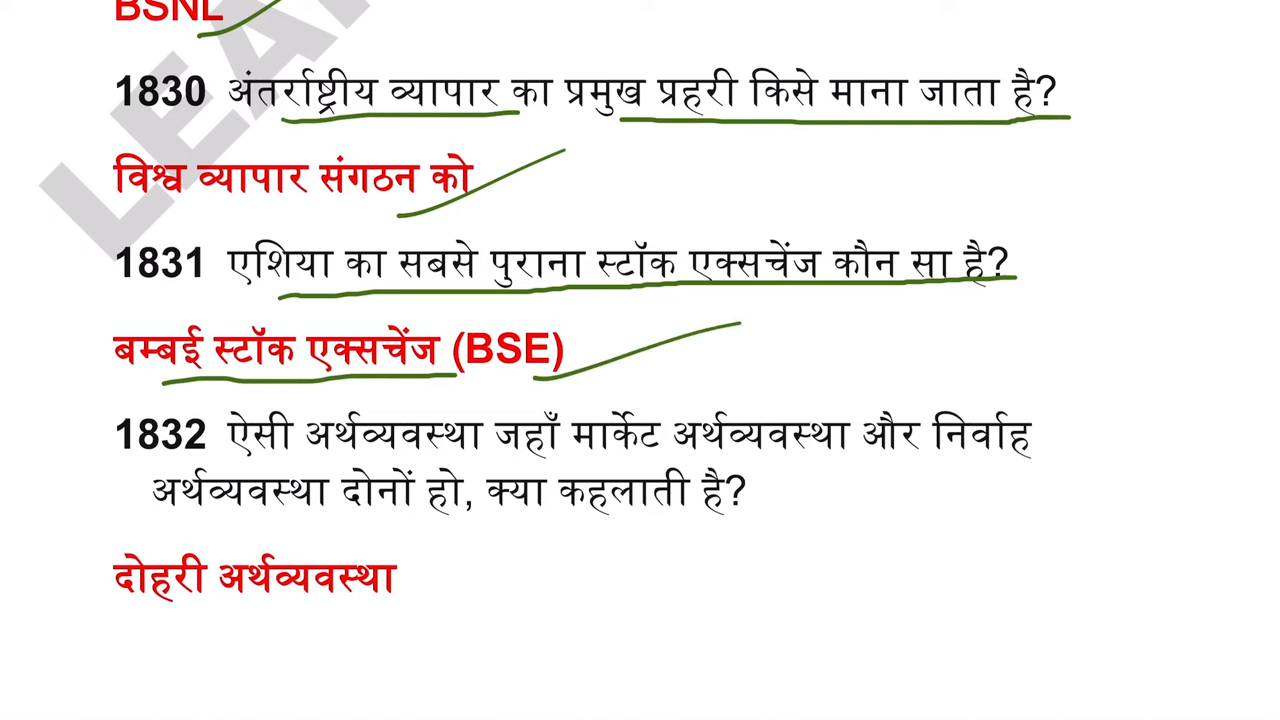 BSNL
1830 अंतर्राष्ट्रीय व्यापार का प्रमुख प्रहरी किसे माना जाता है?
विश्व व्यापार संगठन को
1831 एशिया का सबसे पुराना स्टॉक एक्सचेंज कौन सा है?
बम्बई स्टॉक एक्सचेंज (BSE)
1832 ऐसी अर्थव्यवस्था जहाँ मार्केट अर्थव्यवस्था और निर्वाह
अर्थव्यवस्था दोनों हो, क्या कहलाती है?
दोहरी अर्थव्यवस्था